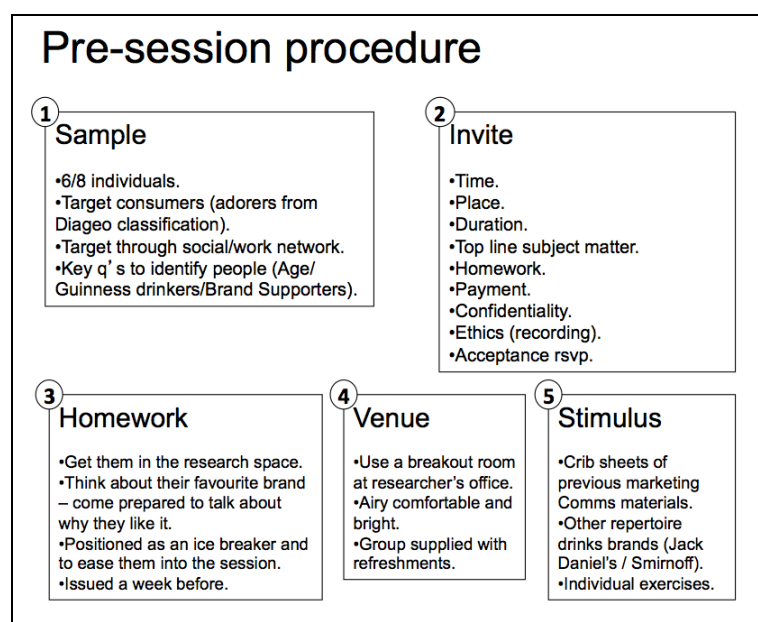 Pre-session procedure
1
Sample
•6/8 individuals.
•Target consumers (adorers from
Diageo classification).
•Target through social/work network.
•Key q's to identify people (Age/
Guinness drinkers/Brand Supporters).
2
Invite
•Time.
•Place.
•Duration.
•Top line subject matter.
•Homework.
•Payment.
•Confidentiality.
•Ethics (recording).
•Acceptance rsvp.
3
Homework
•Get them in the research space.
•Think about their favourite brand
– come prepared to talk about
why they like it.
•Positioned as an ice breaker and
to ease them into the session.
•Issued a week before.
4
Venue
•Use a breakout room
at researcher's office.
•Airy comfortable and
bright.
•Group supplied with
refreshments.
5
Stimulus
•Crib sheets of
previous marketing
Comms materials.
•Other repertoire
drinks brands (Jack
Daniel's / Smirnoff).
•Individual exercises.